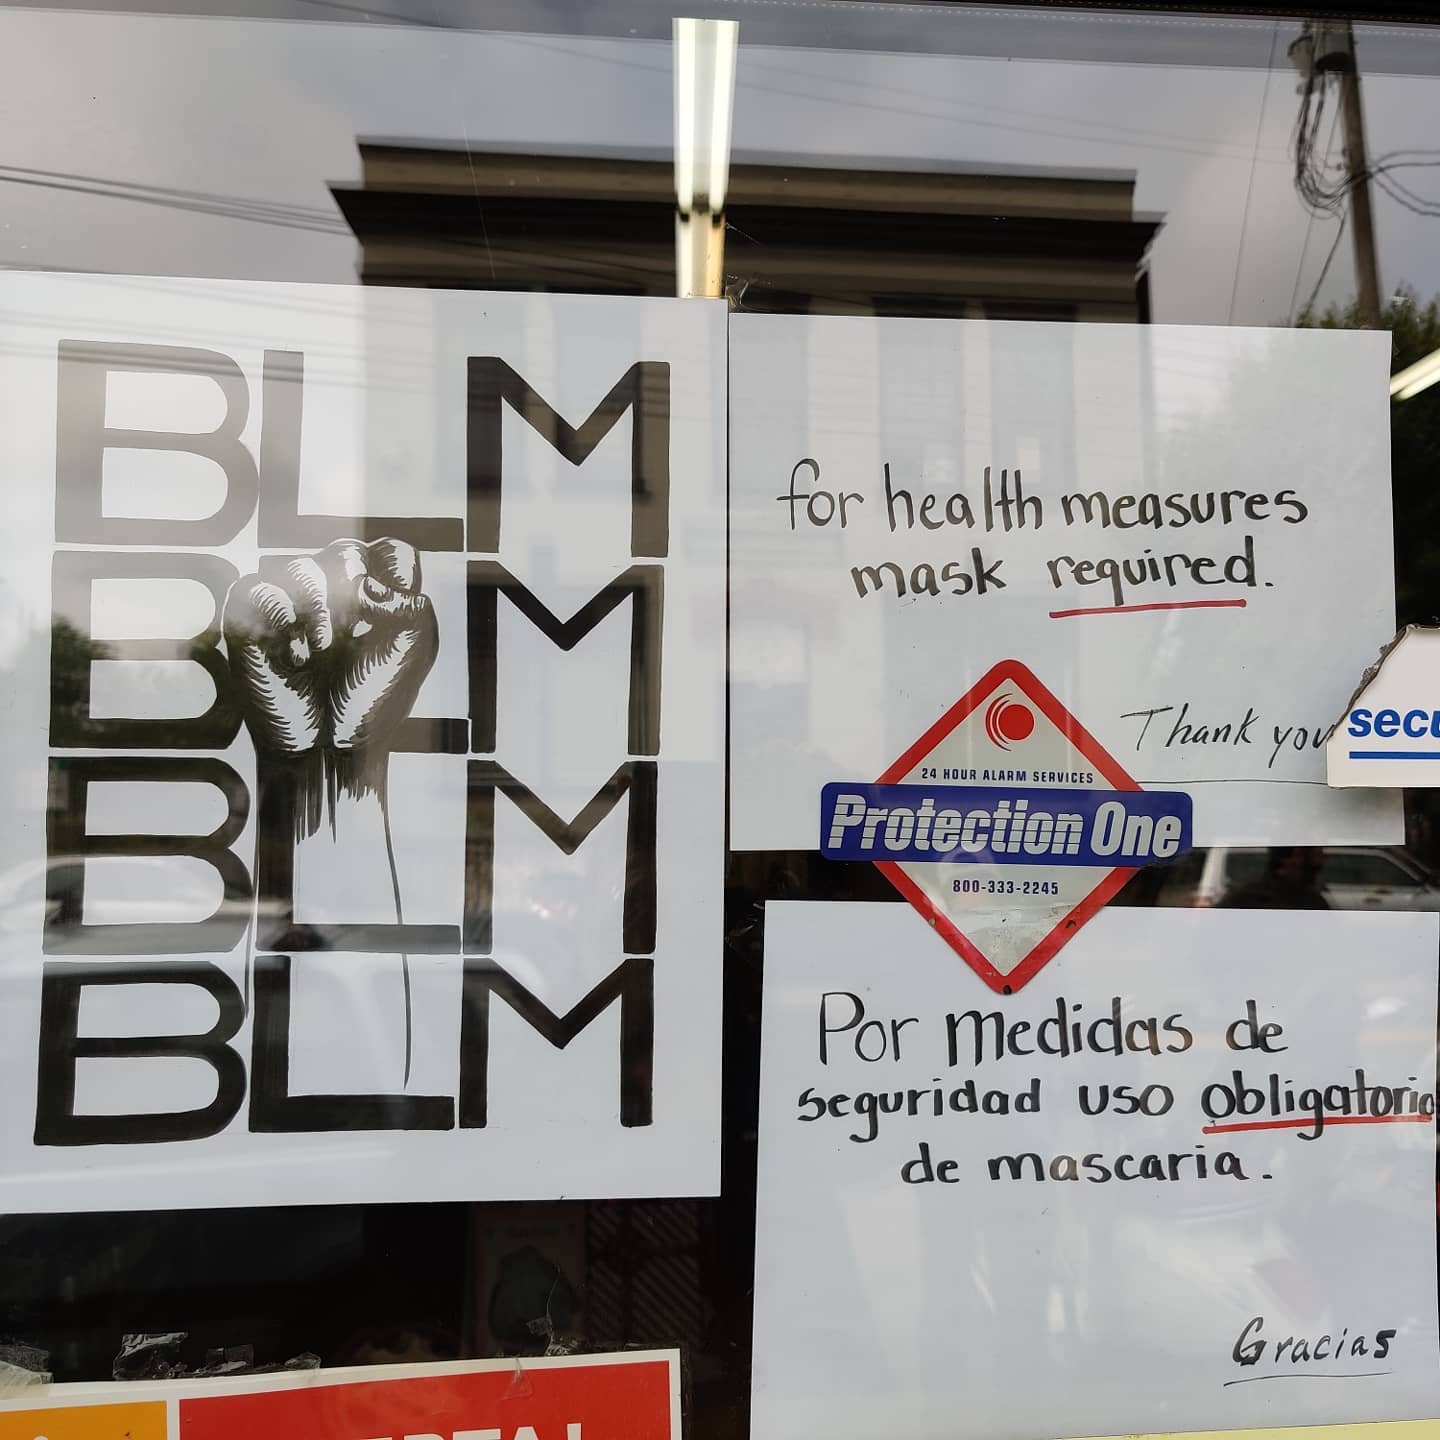 BLM
BLM
BLM
BLM
for health measures
mask required.
Thank you
secu
24 HOUR ALARM SERVICES
Protection One
800-333-2245
Por medidas de
seguridad uso obligatorio
de mascaria.
Gracias